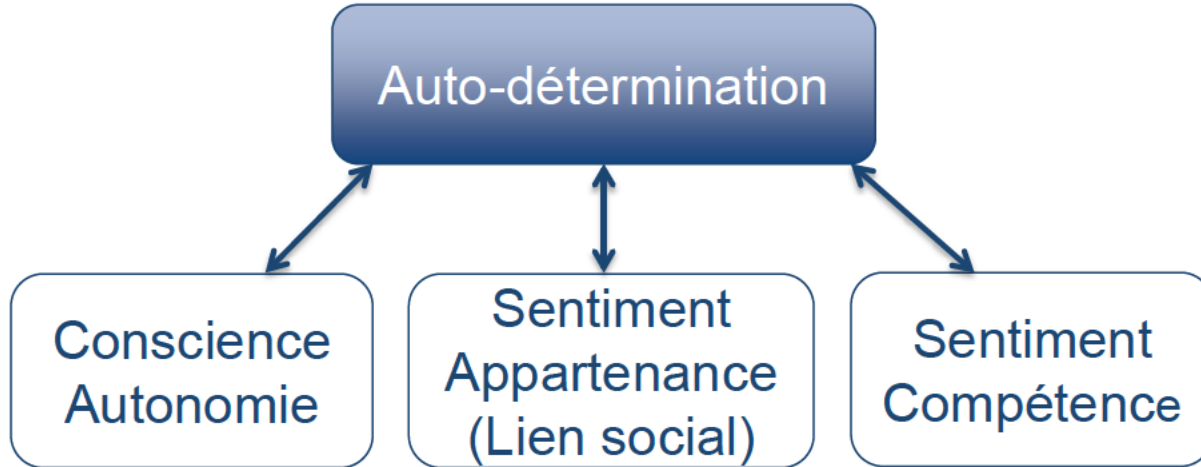 Auto-détermination
Conscience
Autonomie
Sentiment
Appartenance
(Lien social)
Sentiment
Compétence